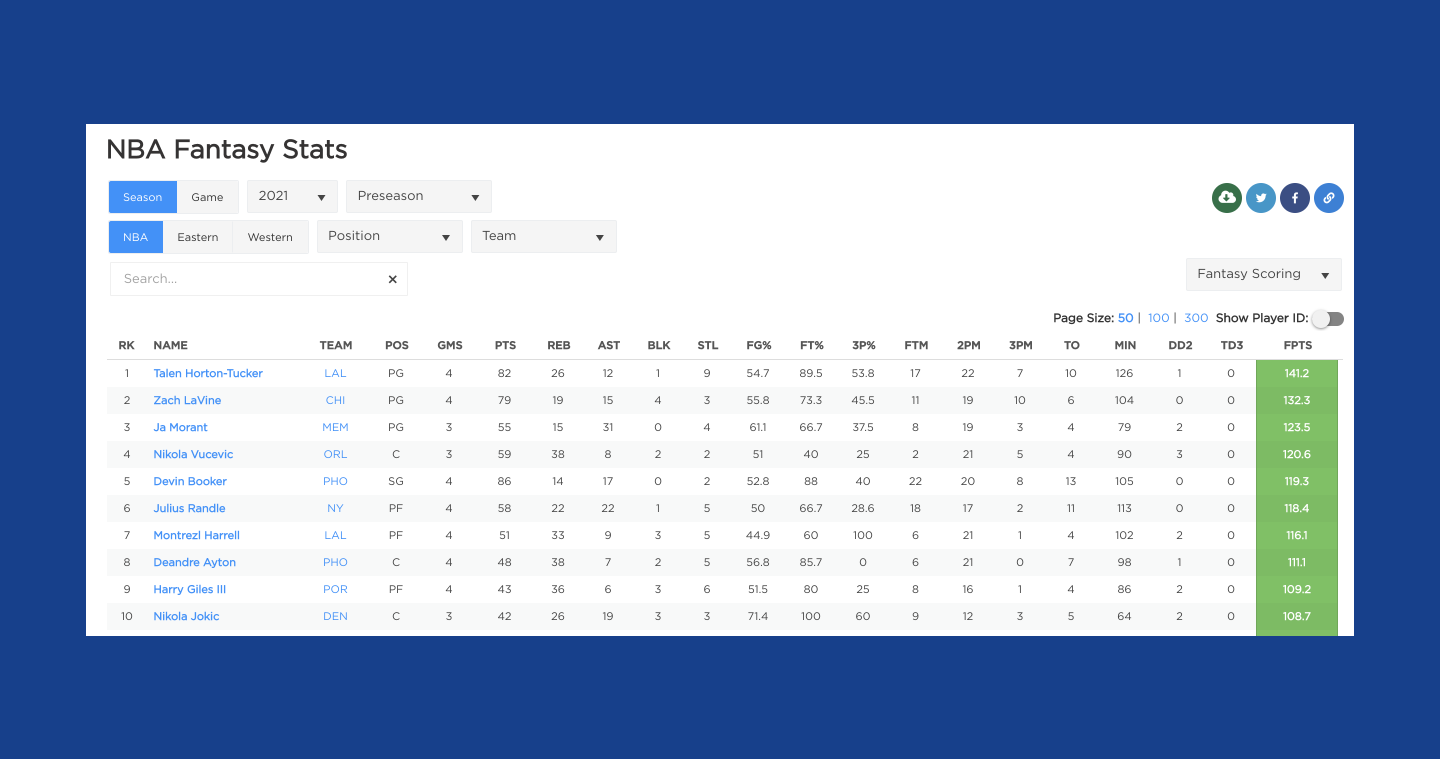 NBA Fantasy Stats
Season Game 2021 Preseason
NBA Eastern Western Position Team
Search...
Fantasy Scoring
Page Size: 50 | 100 | 300 Show Player ID:
RK NAME TEAM POS GMS PTS REB AST BLK STL FG% FT% 3P% FTM 2PM 3PM TO MIN DD2 TD3 FPTS
1 Talen Horton-Tucker LAL PG 4 82 26 12 1 9 54.7 89.5 53.8 17 22 7 10 126 1 0 141.2
2 Zach LaVine CHI PG 4 79 19 15 4 3 55.8 73.3 45.5 11 19 10 6 104 0 0 132.3
3 Ja Morant MEM PG 3 55 15 31 0 4 61.1 66.7 37.5 8 19 3 4 79 2 0 123.5
4 Nikola Vucevic ORL C 3 59 38 8 2 2 51 40 25 2 21 5 4 90 3 0 120.6
5 Devin Booker PHO SG 4 86 14 17 0 2 52.8 88 40 22 20 8 13 105 0 0 119.3
6 Julius Randle NY PF 4 58 22 22 1 5 50 66.7 28.6 18 17 2 11 113 0 0 118.4
7 Montrezl Harrell LAL PF 4 51 33 9 3 5 44.9 60 100 6 21 1 4 102 2 0 116.1
8 Deandre Ayton PHO C 4 48 38 7 2 5 56.8 85.7 0 6 21 0 7 98 1 0 111.1
9 Harry Giles III POR PF 4 43 36 6 3 6 51.5 80 25 8 16 1 4 86 2 0 109.2
10 Nikola Jokic DEN C 3 42 26 19 3 3 71.4 100 60 9 12 3 5 64 2 0 108.7